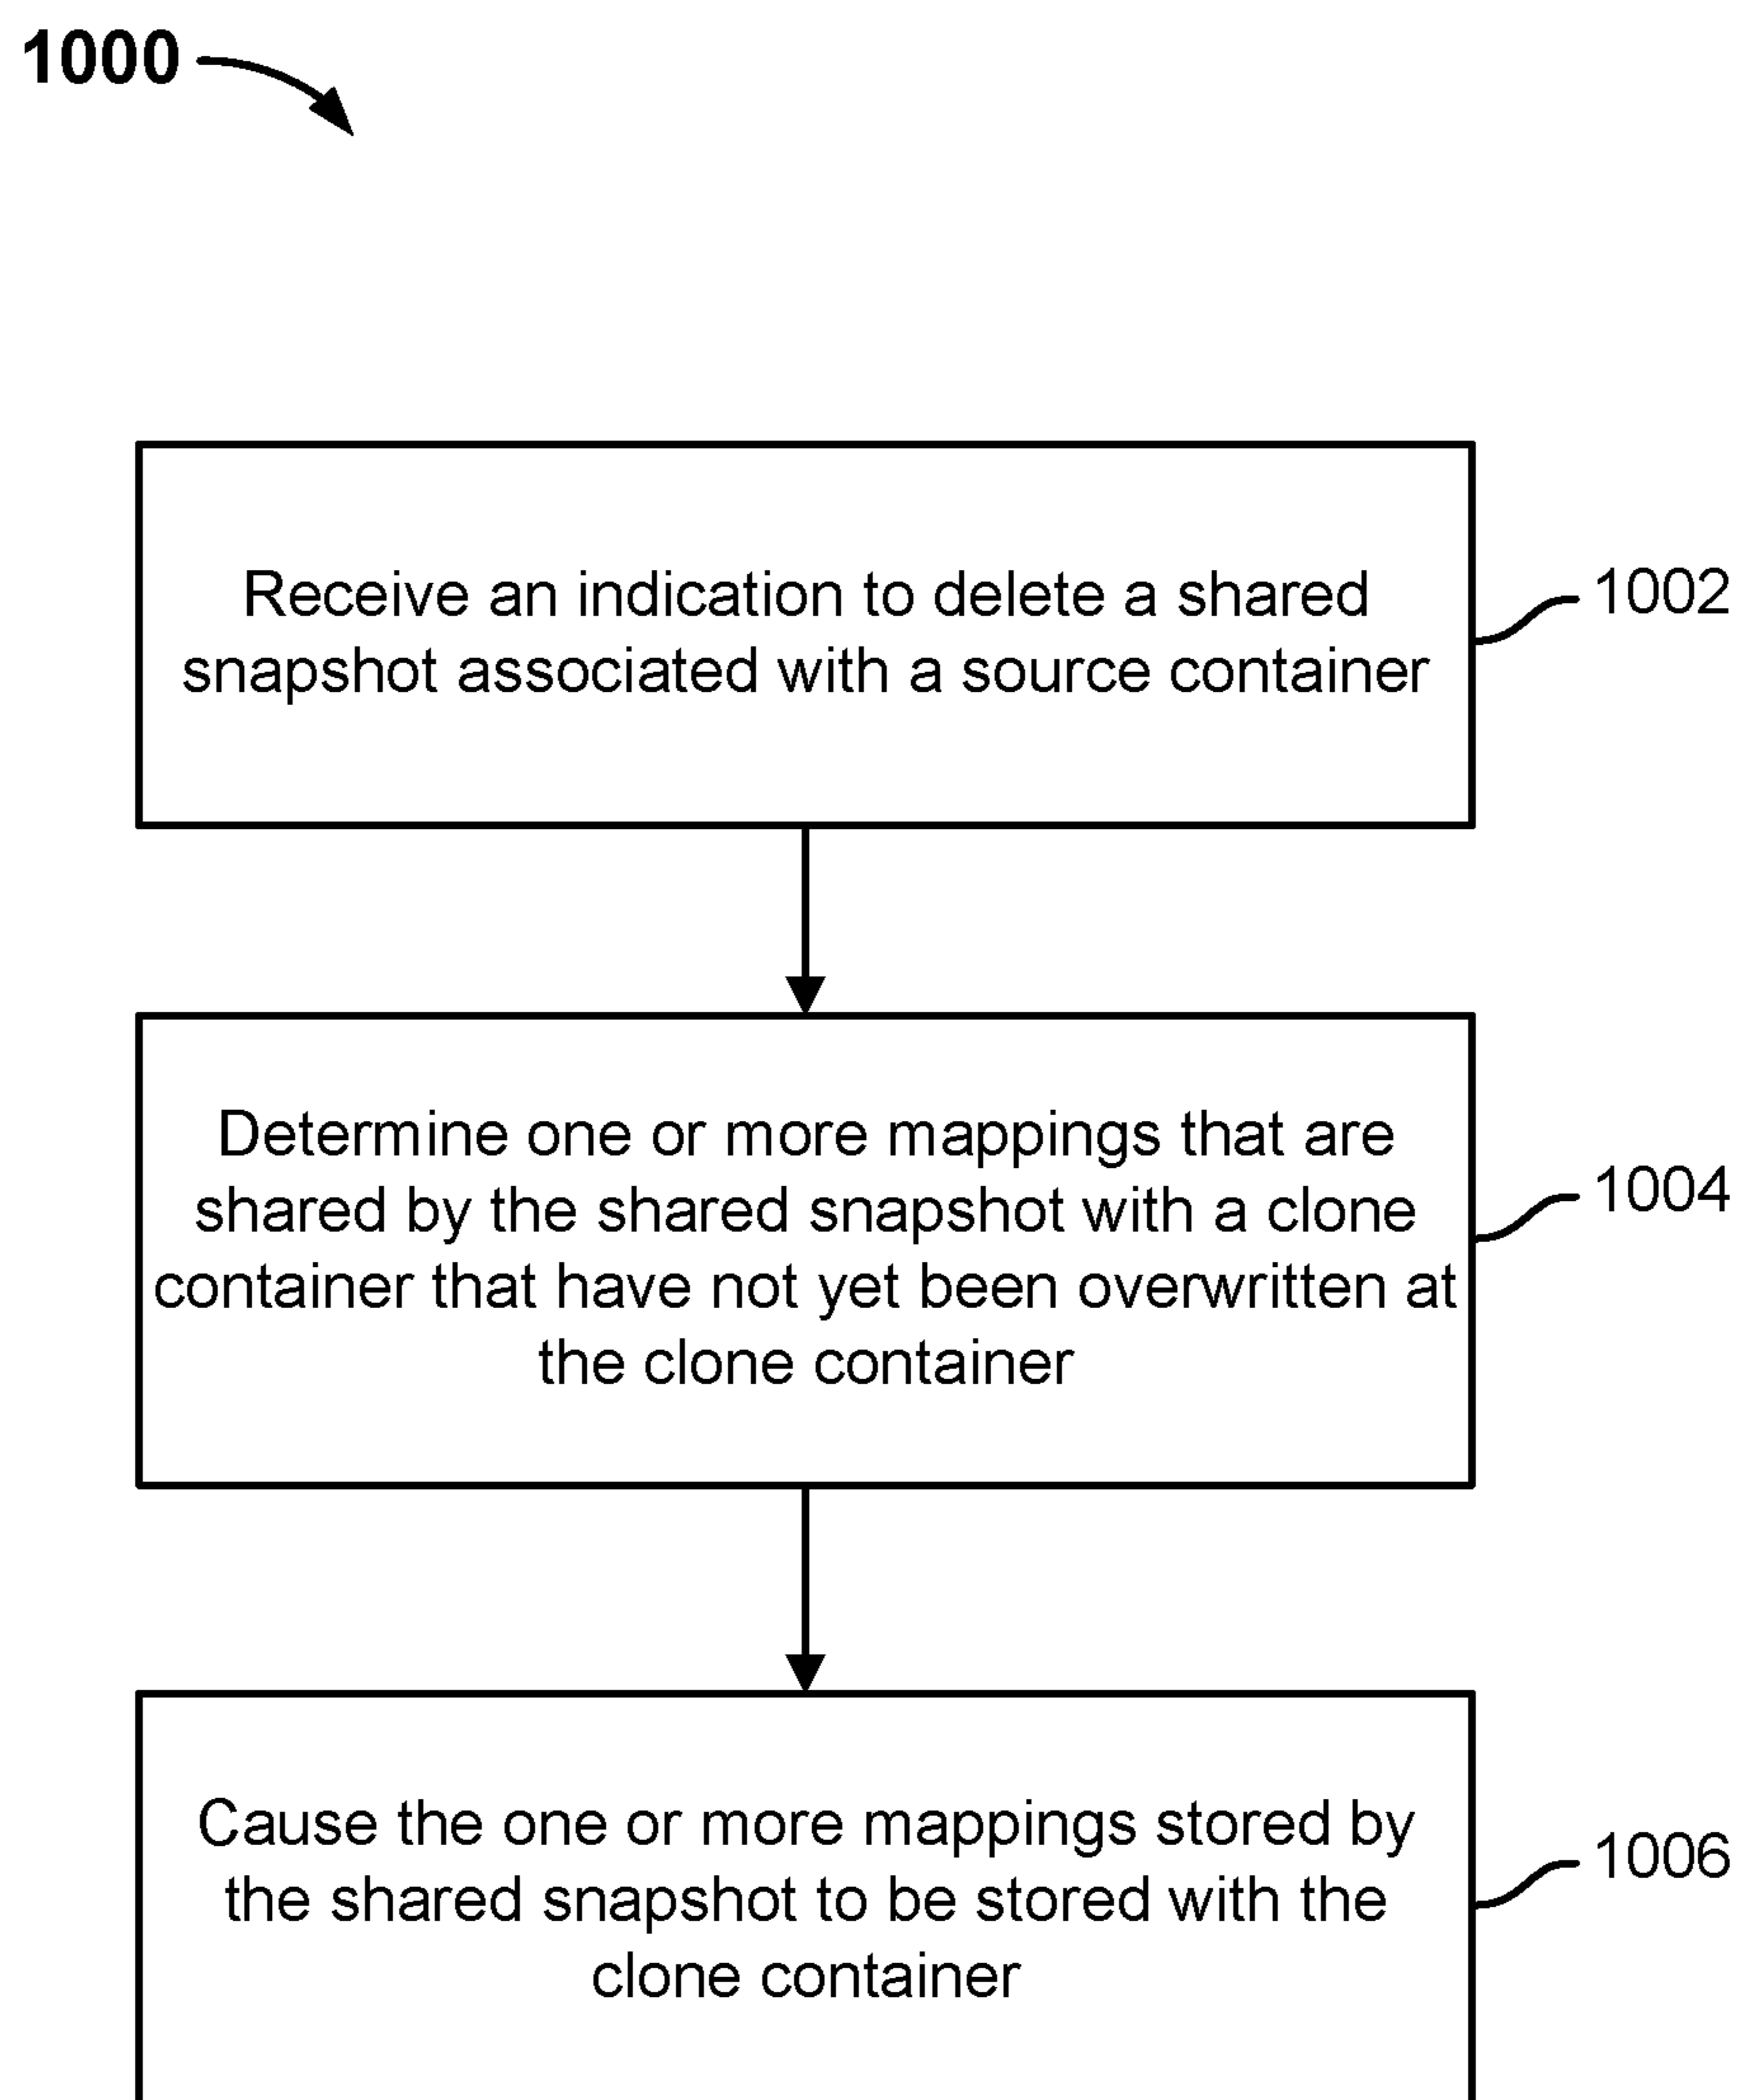 1000
Receive an indication to delete a shared
snapshot associated with a source container
1002
Determine one or more mappings that are
shared by the shared snapshot with a clone
container that have not yet been overwritten at
the clone container
1004
Cause the one or more mappings stored by
the shared snapshot to be stored with the
clone container
1006